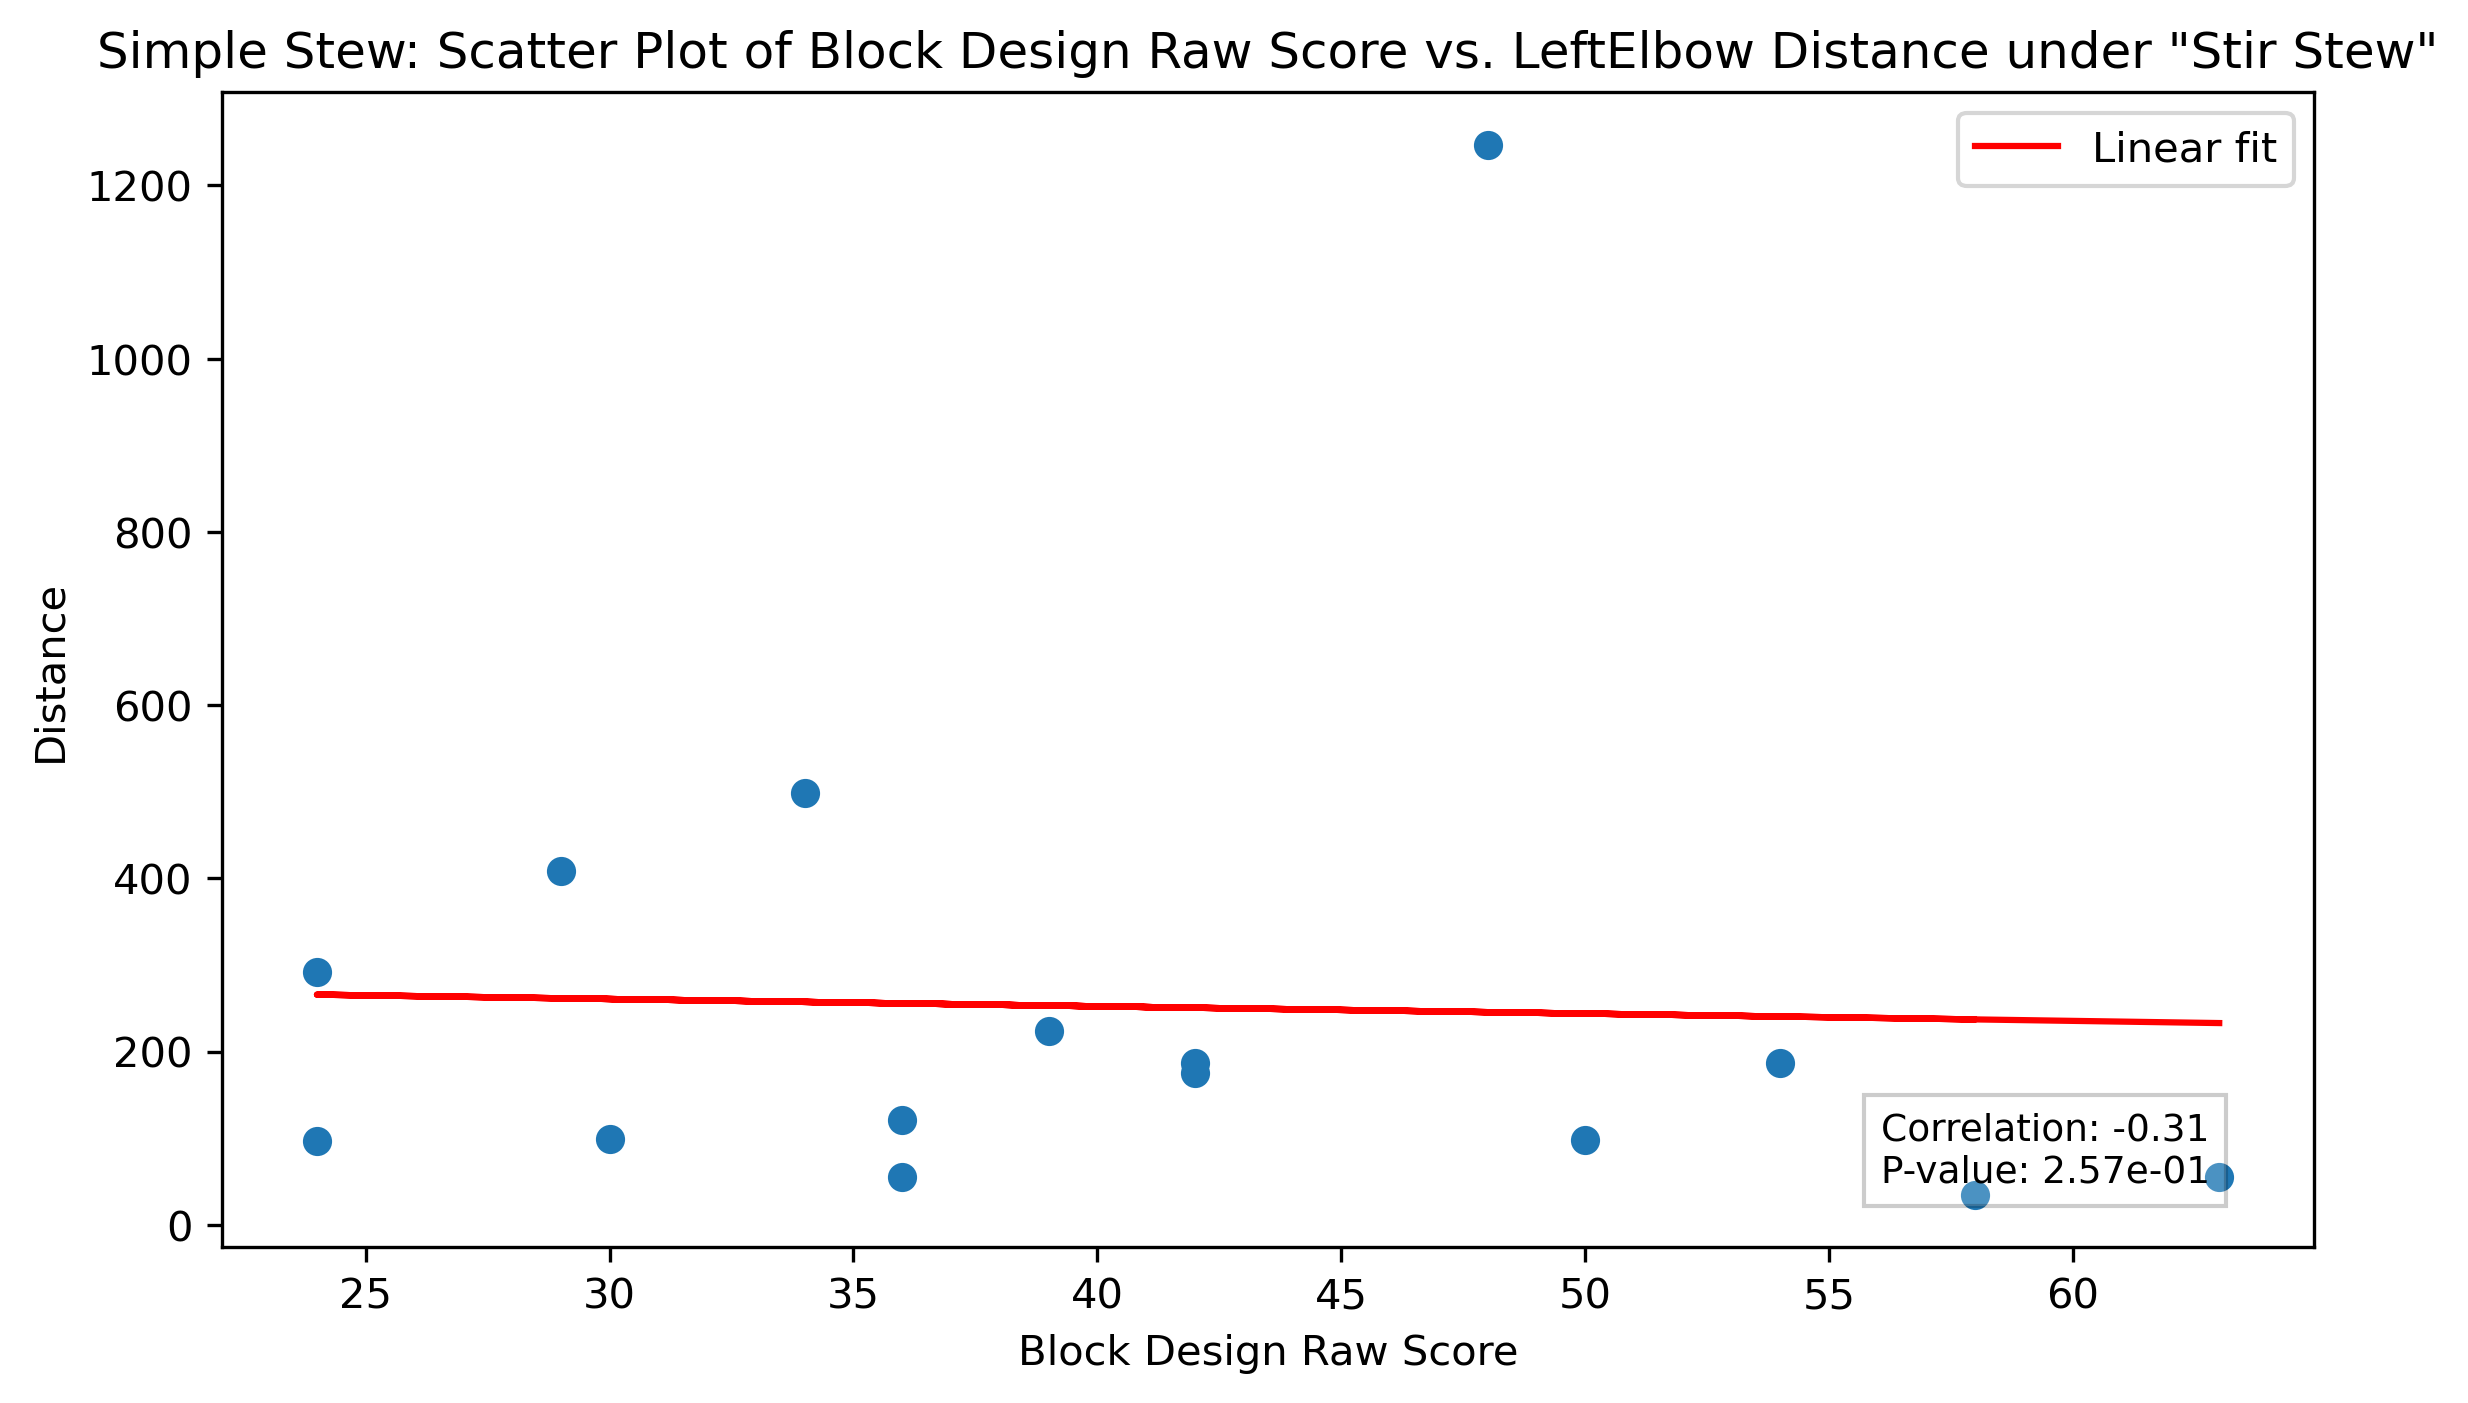 Simple Stew: Scatter Plot of Block Design Raw Score vs. LeftElbow Distance under "Stir Stew"
Linear fit
1200
1000
800
600
400
200
0
Distance
Correlation: -0.31
P-value: 2.57e-01
25 30 35 40 45 50 55 60
Block Design Raw Score